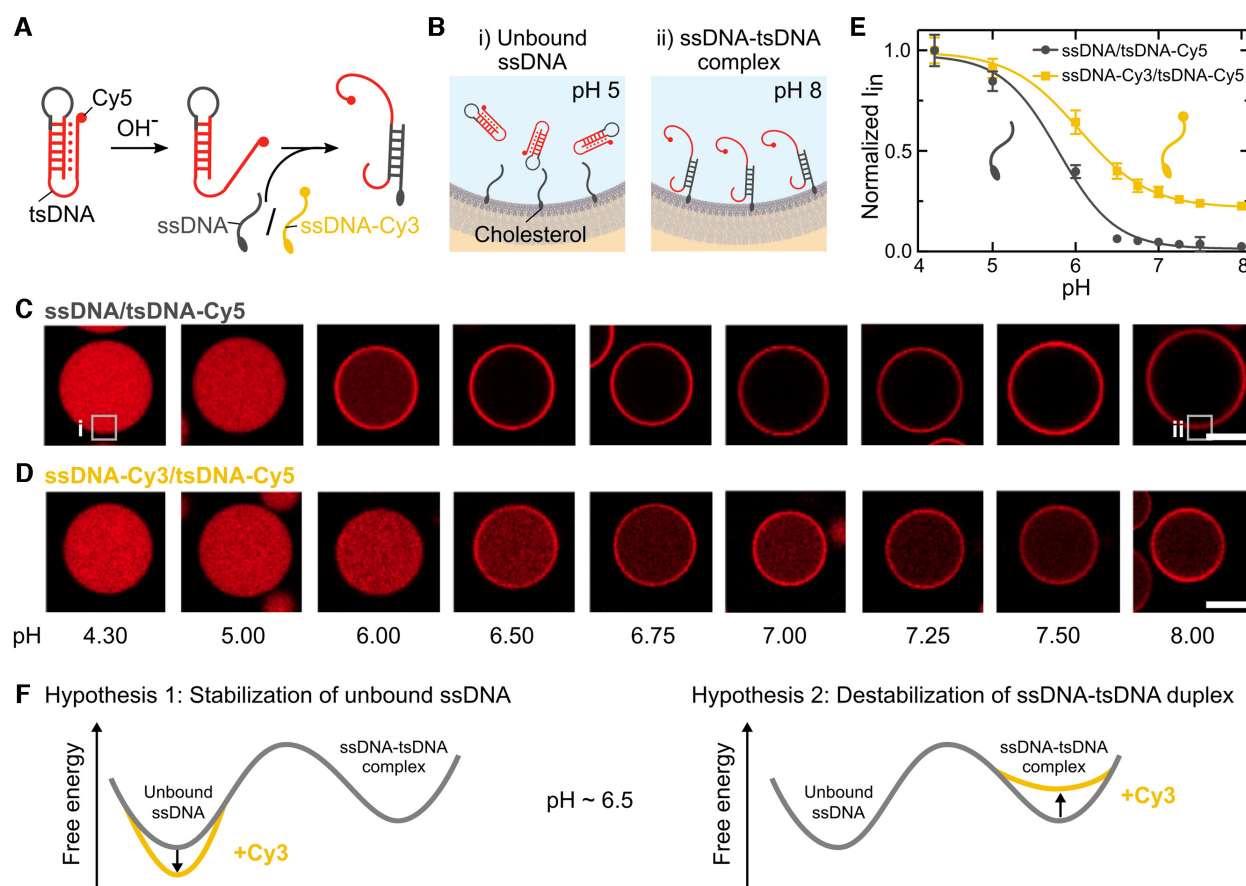 A
Cy5
OH⁻
tsDNA
ssDNA
/
ssDNA-Cy3
B
i) Unbound
ssDNA
pH 5
Cholesterol
ii) ssDNA-tsDNA
complex
pH 8
E
ssDNA/tsDNA-Cy5
ssDNA-Cy3/tsDNA-Cy5
Normalized Iin
1.0
0.5
0.0
4 5 6 7 8
pH
C ssDNA/tsDNA-Cy5
i
ii
D ssDNA-Cy3/tsDNA-Cy5
pH 4.30 5.00 6.00 6.50 6.75 7.00 7.25 7.50 8.00
F Hypothesis 1: Stabilization of unbound ssDNA
Free energy
Unbound
ssDNA
+Cy3
ssDNA-tsDNA
complex
pH ~ 6.5
Hypothesis 2: Destabilization of ssDNA-tsDNA duplex
Free energy
Unbound
ssDNA
ssDNA-tsDNA
complex
+Cy3